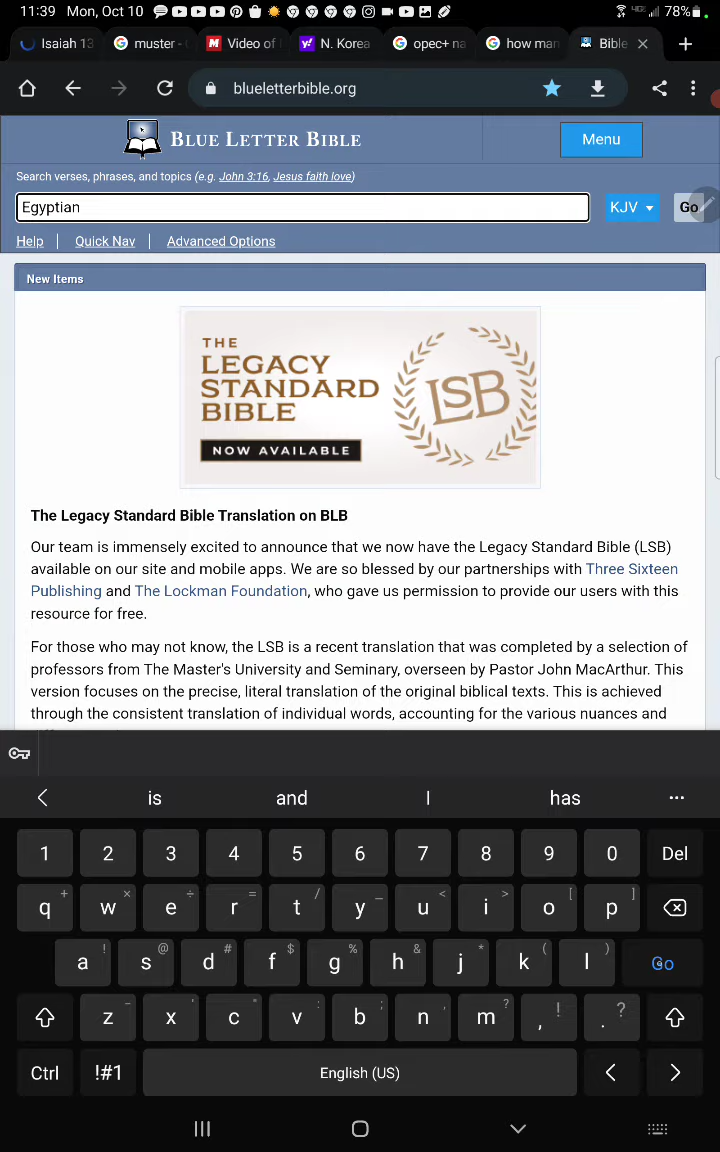 11:39 Mon, Oct 10 78%
Isaiah 13 muster - Video of N. Korea opec+ na how man Bible
blueletterbible.org
BLUE LETTER BIBLE Menu
Search verses, phrases, and topics (e.g. John 3:16, Jesus faith love)
Egyptian KJV Go
Help | Quick Nav | Advanced Options
New Items
THE
LEGACY
STANDARD
BIBLE
LSB
NOW AVAILABLE
The Legacy Standard Bible Translation on BLB
Our team is immensely excited to announce that we now have the Legacy Standard Bible (LSB)
available on our site and mobile apps. We are so blessed by our partnerships with Three Sixteen
Publishing and The Lockman Foundation, who gave us permission to provide our users with this
resource for free.
For those who may not know, the LSB is a recent translation that was completed by a selection of
professors from The Master's University and Seminary, overseen by Pastor John MacArthur. This
version focuses on the precise, literal translation of the original biblical texts. This is achieved
through the consistent translation of individual words, accounting for the various nuances and
is and I has ...
1 2 3 4 5 6 7 8 9 0 Del
q + w × e ÷ r = t / y _ u < i > o [ p ]
a ! s @ d # f $ g % h & j * k ( l ) Go
z - x ' c " v : b ; n , m ? , ! . ?
Ctrl !#1 English (US) < >